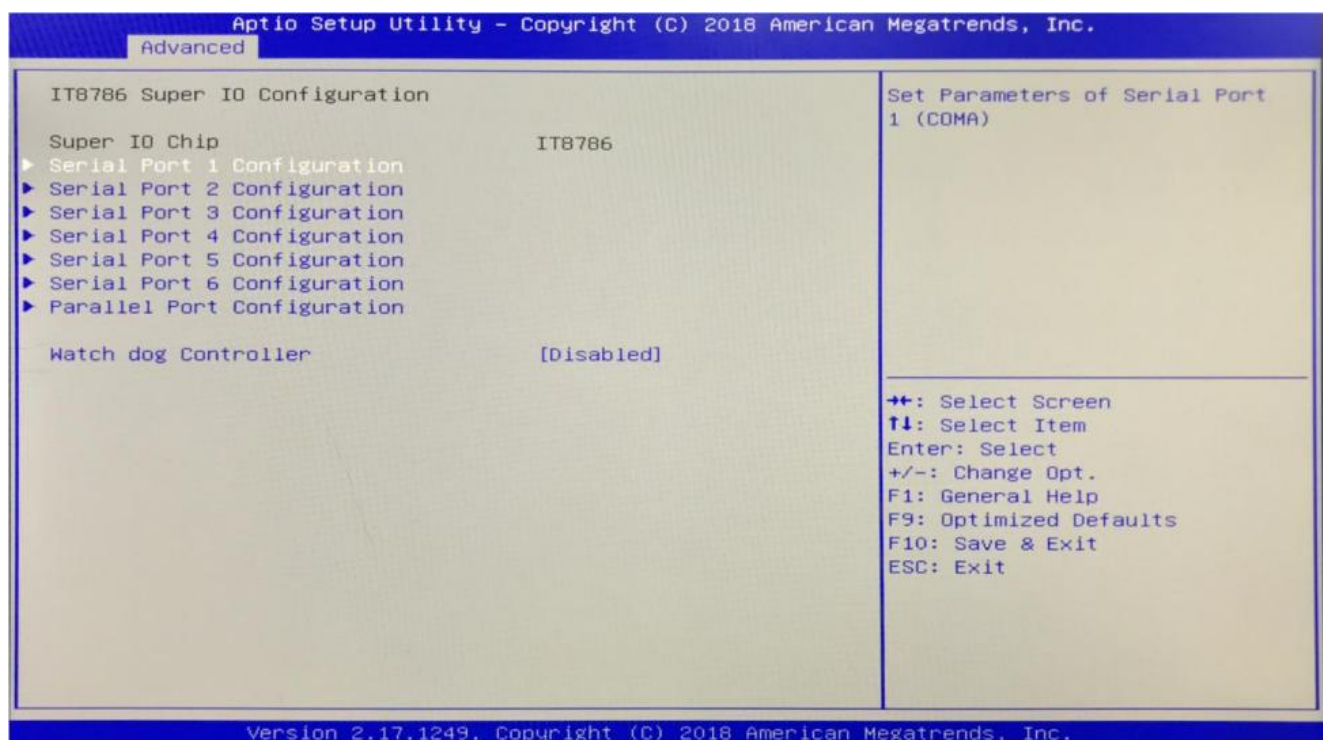 Aptio Setup Utility – Copyright (C) 2018 American Megatrends, Inc.
Advanced
IT8786 Super IO Configuration
Super IO Chip IT8786
▶ Serial Port 1 Configuration
▶ Serial Port 2 Configuration
▶ Serial Port 3 Configuration
▶ Serial Port 4 Configuration
▶ Serial Port 5 Configuration
▶ Serial Port 6 Configuration
▶ Parallel Port Configuration
Watch dog Controller [Disabled]
Set Parameters of Serial Port
1 (COMA)
→←: Select Screen
↑↓: Select Item
Enter: Select
+/-: Change Opt.
F1: General Help
F9: Optimized Defaults
F10: Save & Exit
ESC: Exit
Version 2.17.1249. Copyright (C) 2018 American Megatrends, Inc.